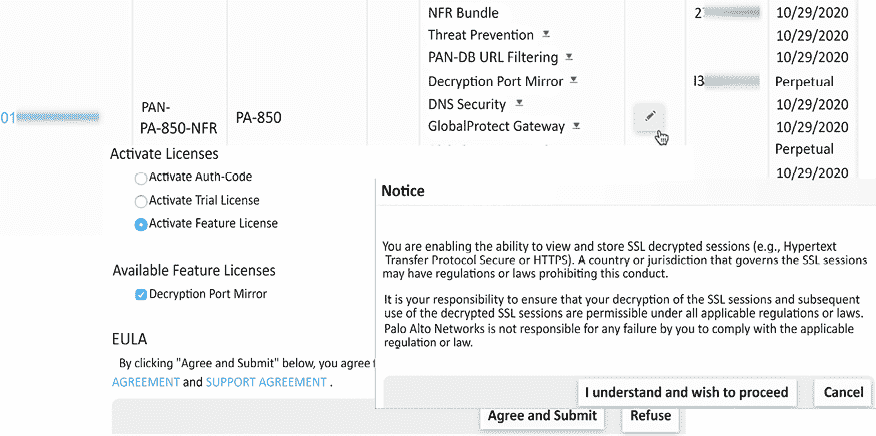 NFR Bundle
2
10/29/2020
Threat Prevention
10/29/2020
PAN-DB URL Filtering
10/29/2020
Decryption Port Mirror
Perpetual
DNS Security
10/29/2020
01
PAN-
PA-850-NFR
PA-850
GlobalProtect Gateway
10/29/2020
Perpetual
10/29/2020
Activate Licenses
Activate Auth-Code
Activate Trial License
Activate Feature License
Available Feature Licenses
Decryption Port Mirror
EULA
By clicking "Agree and Submit" below, you agree
AGREEMENT and SUPPORT AGREEMENT .
Agree and Submit
Refuse
Notice
You are enabling the ability to view and store SSL decrypted sessions (e.g., Hypertext
Transfer Protocol Secure or HTTPS). A country or jurisdiction that governs the SSL sessions
may have regulations or laws prohibiting this conduct.
It is your responsibility to ensure that your decryption of the SSL sessions and subsequent
use of the decrypted SSL sessions are permissible under all applicable regulations or laws.
Palo Alto Networks is not responsible for any failure by you to comply with the applicable
regulation or law.
I understand and wish to proceed
Cancel